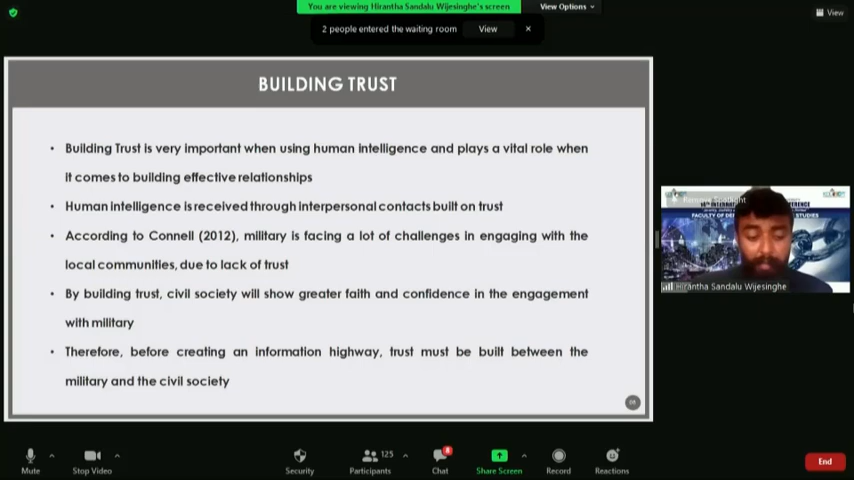 You are viewing Hirantha Sandalu Wijesinghe's screen
View Options
View
2 people entered the waiting room
View
BUILDING TRUST
• Building Trust is very important when using human intelligence and plays a vital role when
it comes to building effective relationships
• Human intelligence is received through interpersonal contacts built on trust
• According to Connell (2012), military is facing a lot of challenges in engaging with the
local communities, due to lack of trust
• By building trust, civil society will show greater faith and confidence in the engagement
with military
• Therefore, before creating an information highway, trust must be built between the
military and the civil society
FACULTY OF
STUDIES
Hirantha Sandalu Wijesinghe
Mute
Stop Video
Security
Participants
125
Chat
Share Screen
Record
Reactions
End